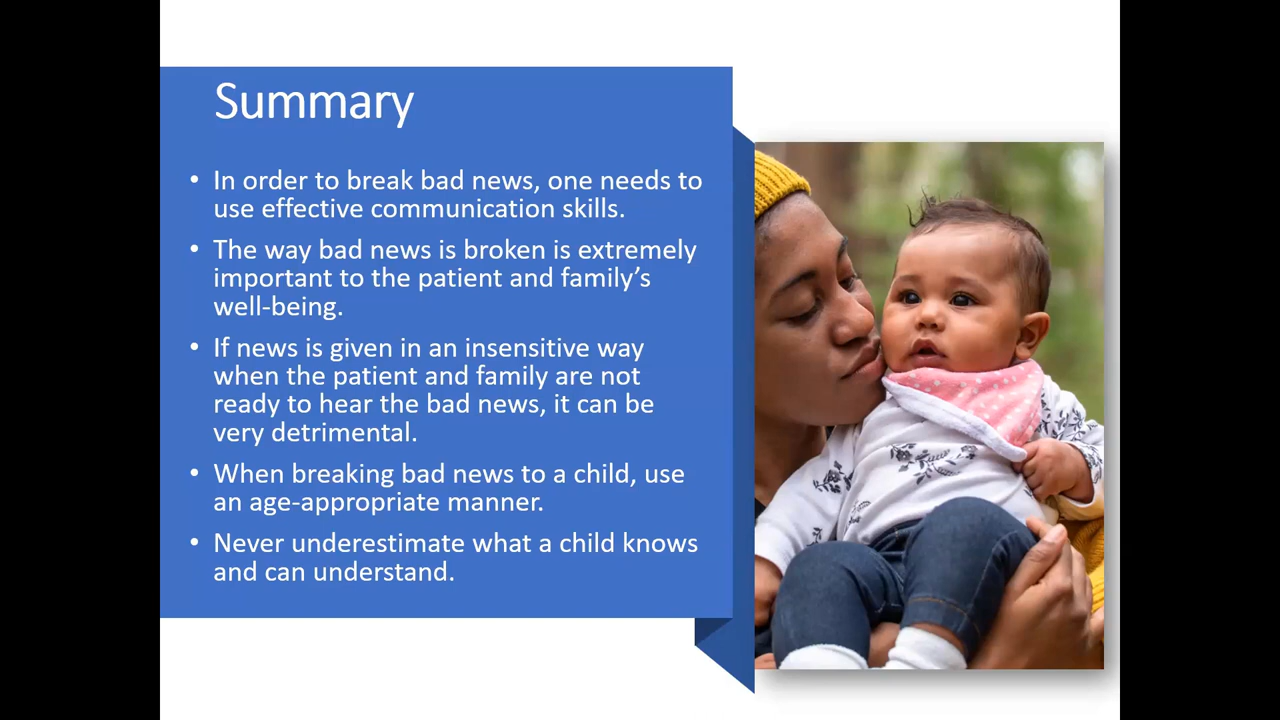 Summary
• In order to break bad news, one needs to
use effective communication skills.
• The way bad news is broken is extremely
important to the patient and family’s
well-being.
• If news is given in an insensitive way
when the patient and family are not
ready to hear the bad news, it can be
very detrimental.
• When breaking bad news to a child, use
an age-appropriate manner.
• Never underestimate what a child knows
and can understand.